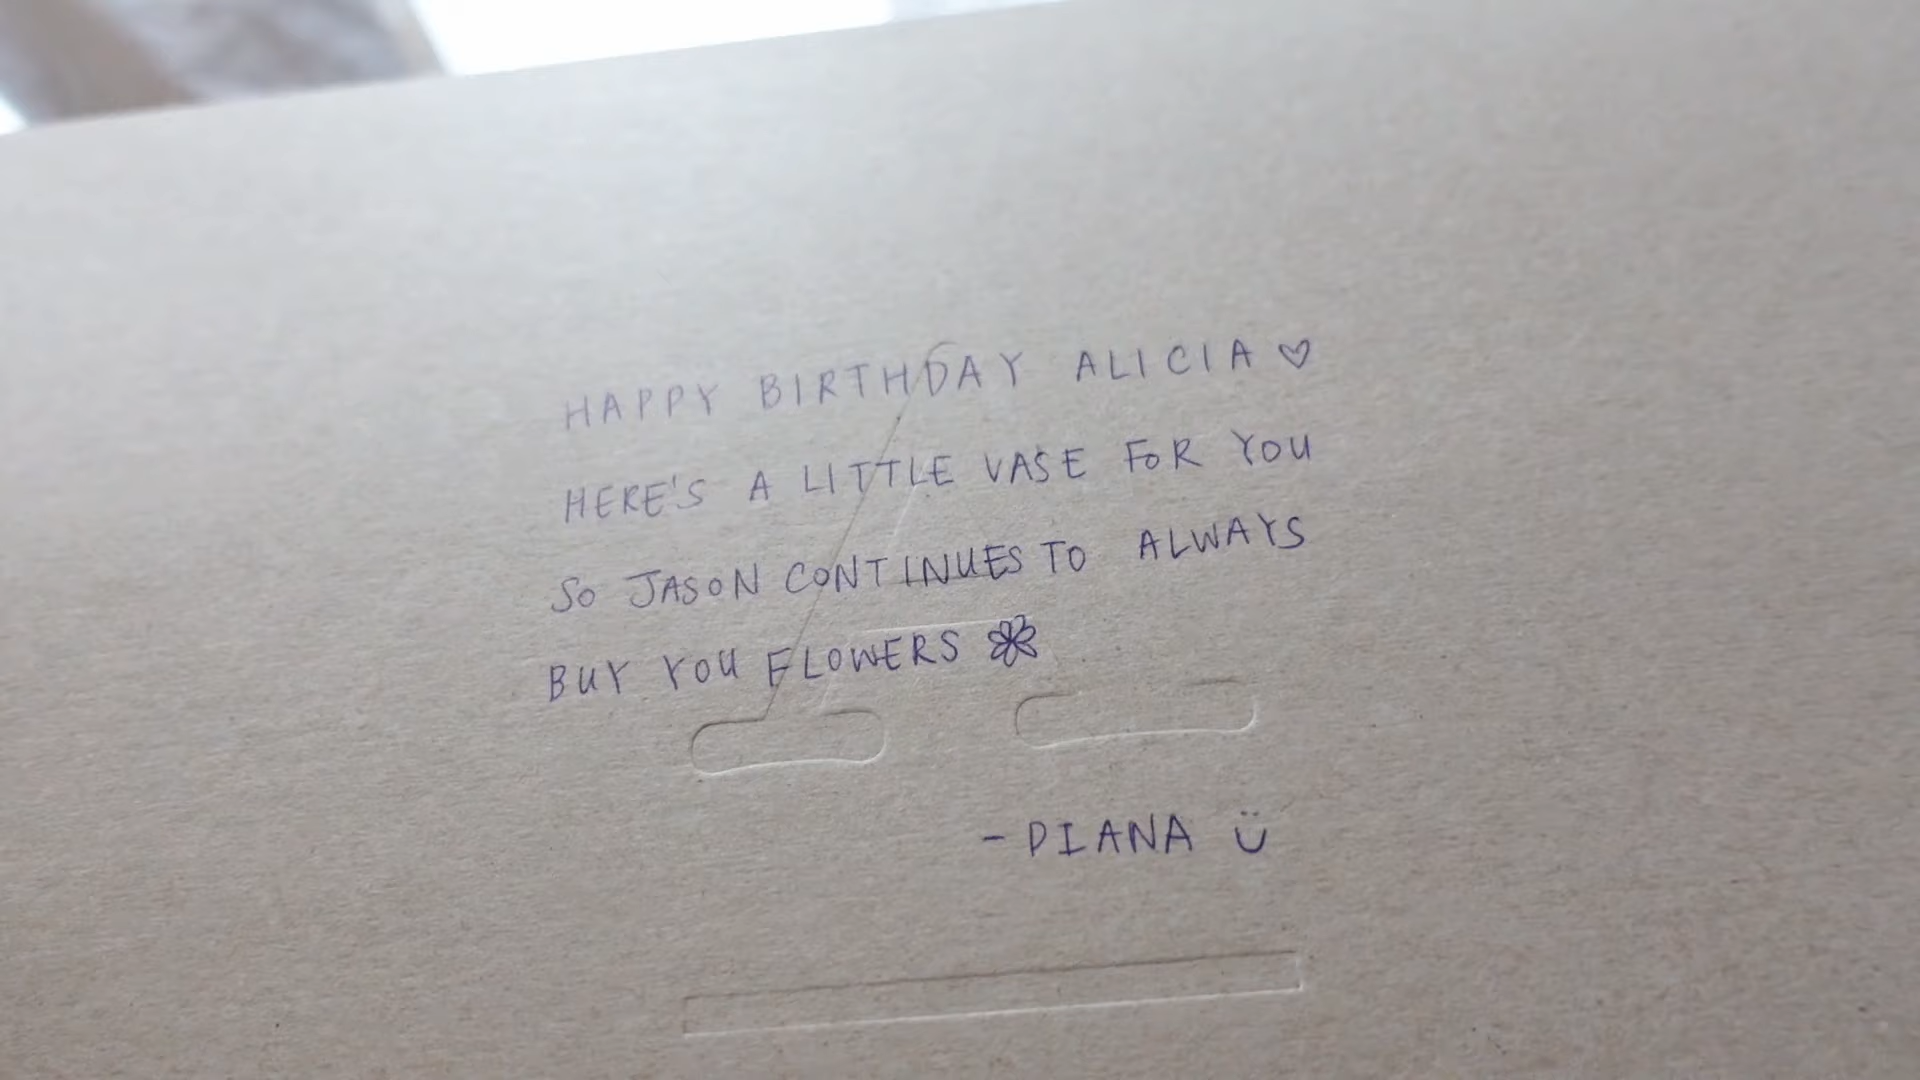 HAPPY BIRTHDAY ALICIA ♡
HERE'S A LITTLE VASE FOR YOU
SO JASON CONTINUES TO ALWAYS
BUY YOU FLOWERS
- DIANA Ü